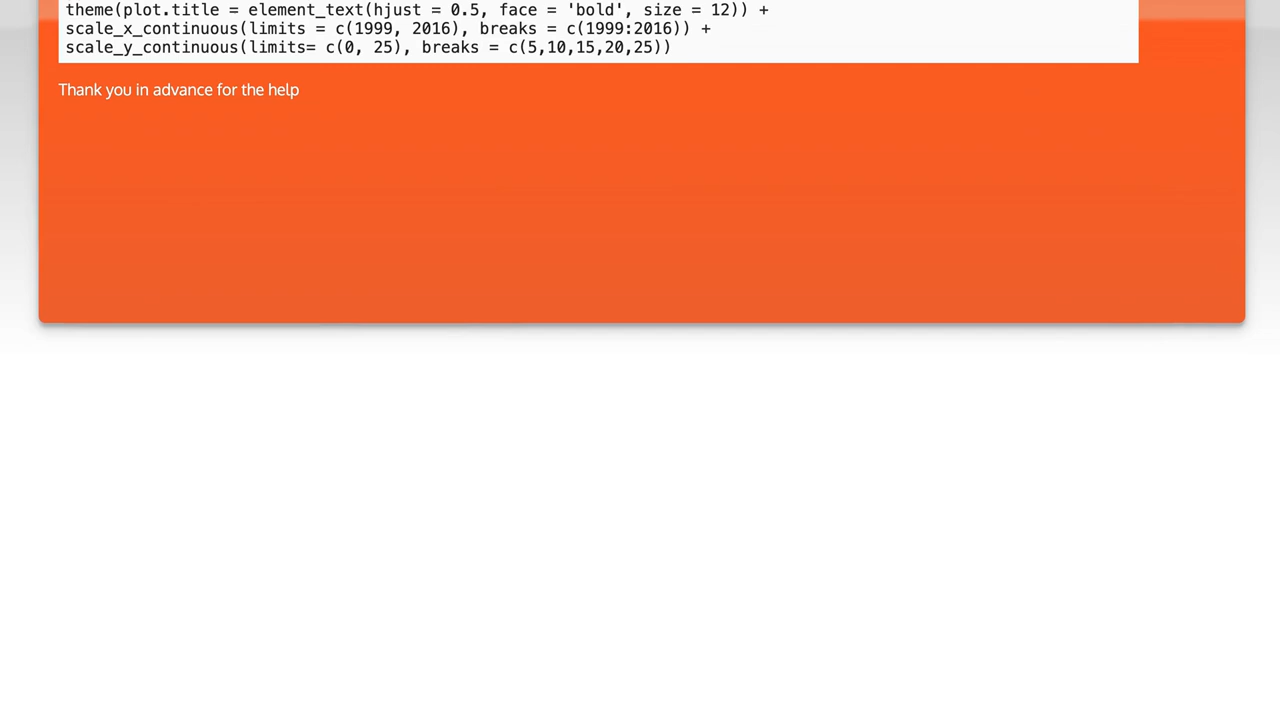 theme(plot.title = element_text(hjust = 0.5, face = 'bold', size = 12)) +
scale_x_continuous(limits = c(1999, 2016), breaks = c(1999:2016)) +
scale_y_continuous(limits= c(0, 25), breaks = c(5,10,15,20,25))
Thank you in advance for the help